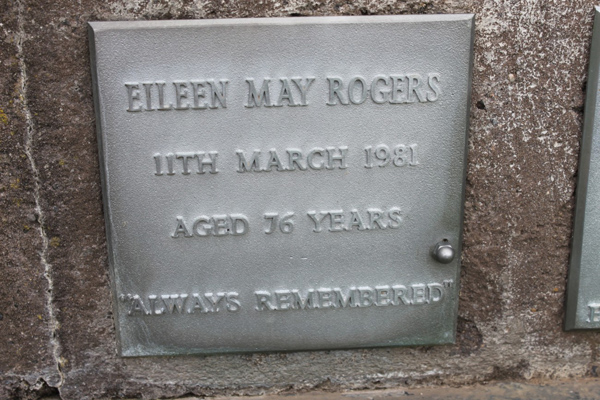 EILEEN MAY ROGERS
11TH MARCH 1981
AGED 76 YEARS
"ALWAYS REMEMBERED"